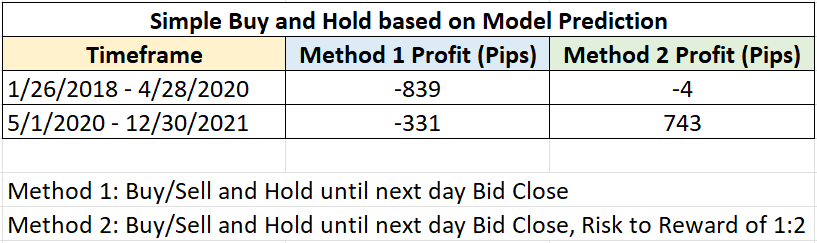 Simple Buy and Hold based on Model Prediction
Timeframe Method 1 Profit (Pips) Method 2 Profit (Pips)
1/26/2018 - 4/28/2020 -839 -4
5/1/2020 - 12/30/2021 -331 743
Method 1: Buy/Sell and Hold until next day Bid Close
Method 2: Buy/Sell and Hold until next day Bid Close, Risk to Reward of 1:2